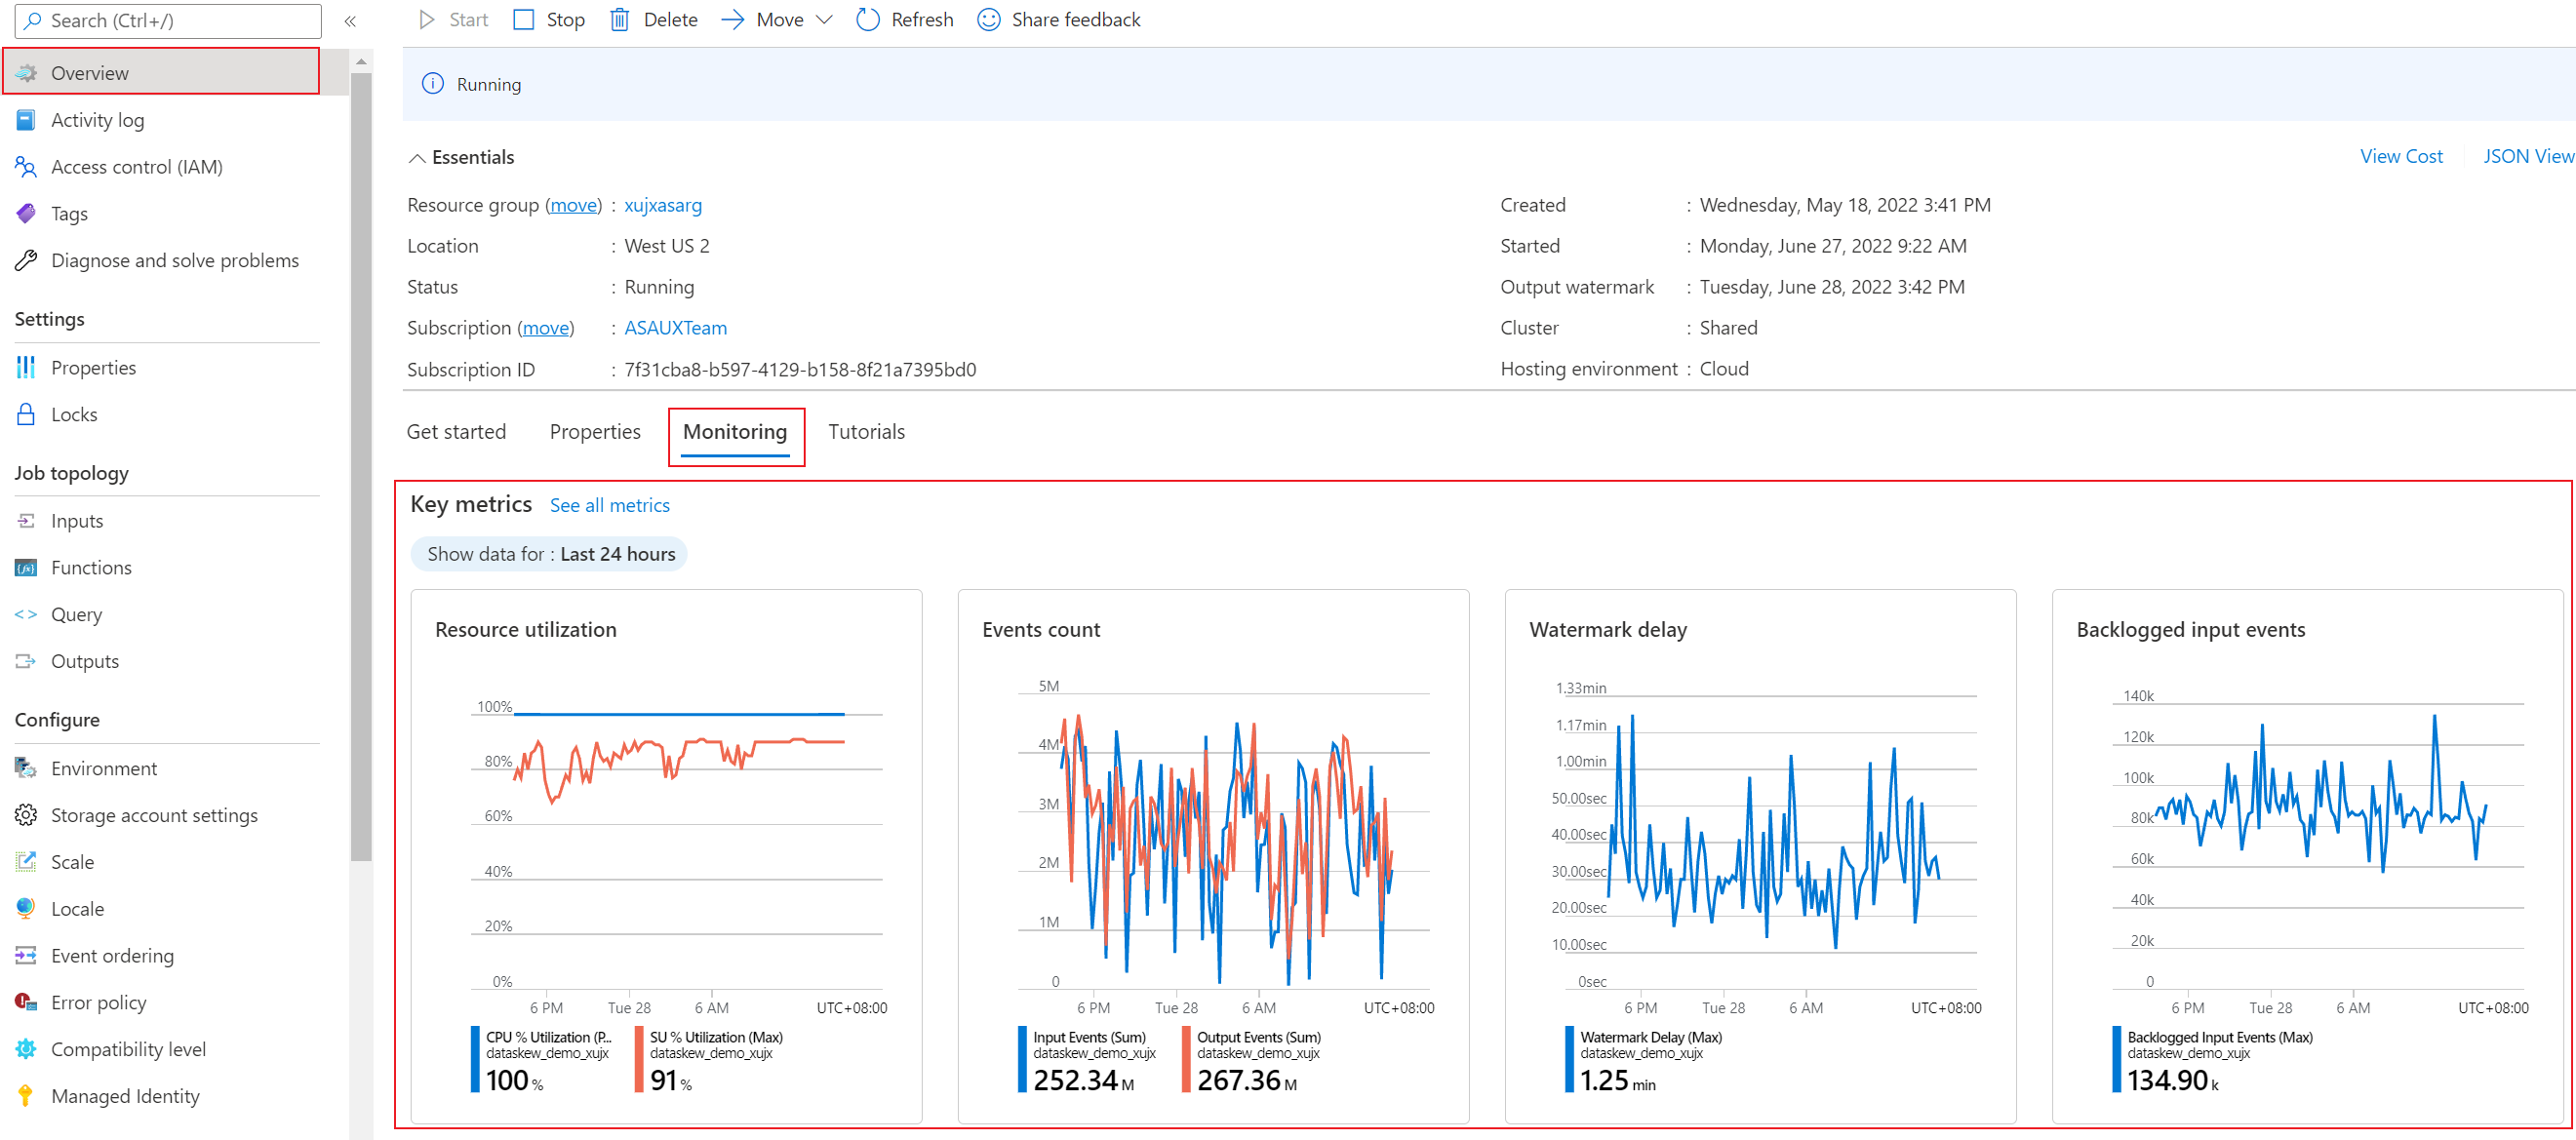 Search (Ctrl+/)
«
Start
Stop
Delete
Move
Refresh
Share feedback
Overview
Activity log
Access control (IAM)
Tags
Diagnose and solve problems
Settings
Properties
Locks
Job topology
Inputs
Functions
Query
Outputs
Configure
Environment
Storage account settings
Scale
Locale
Event ordering
Error policy
Compatibility level
Managed Identity
Running
Essentials
View Cost
JSON View
Resource group (move) : xujxasarg
Location : West US 2
Status : Running
Subscription (move) : ASAUXTeam
Subscription ID : 7f31cba8-b597-4129-b158-8f21a7395bd0
Created : Wednesday, May 18, 2022 3:41 PM
Started : Monday, June 27, 2022 9:22 AM
Output watermark : Tuesday, June 28, 2022 3:42 PM
Cluster : Shared
Hosting environment : Cloud
Get started
Properties
Monitoring
Tutorials
Key metrics
See all metrics
Show data for : Last 24 hours
Resource utilization
100%
80%
60%
40%
20%
0%
6 PM
Tue 28
6 AM
UTC+08:00
CPU % Utilization (P...
dataskew_demo_xujx
100 %
SU % Utilization (Max)
dataskew_demo_xujx
91 %
Events count
5M
4M
3M
2M
1M
0
6 PM
Tue 28
6 AM
UTC+08:00
Input Events (Sum)
dataskew_demo_xujx
252.34 M
Output Events (Sum)
dataskew_demo_xujx
267.36 M
Watermark delay
1.33min
1.17min
1.00min
50.00sec
40.00sec
30.00sec
20.00sec
10.00sec
0sec
6 PM
Tue 28
6 AM
UTC+08:00
Watermark Delay (Max)
dataskew_demo_xujx
1.25 min
Backlogged input events
140k
120k
100k
80k
60k
40k
20k
0
6 PM
Tue 28
6 AM
UTC+08:00
Backlogged Input Events (Max)
dataskew_demo_xujx
134.90 k